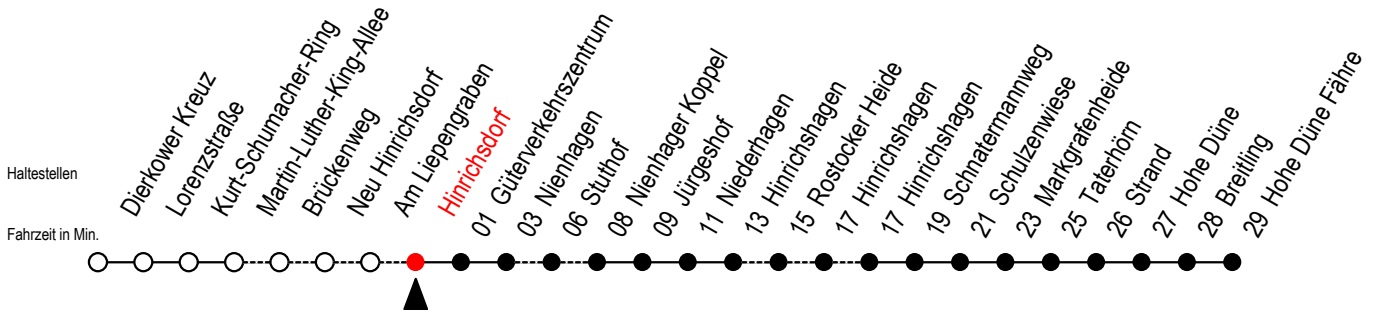 Haltestellen
Fahrzeit in Min.
Dierkower Kreuz
Lorenzstraße
Kurt-Schumacher-Ring
Martin-Luther-King-Allee
Brückenweg
Neu Hinrichsdorf
Am Liepengraben
Hinrichsdorf
01 Güterverkehrszentrum
03 Nienhagen
06 Stuthof
08 Nienhager Koppel
09 Jürgeshof
11 Niederhagen
13 Hinrichshagen
15 Rostocker Heide
17 Hinrichshagen
17 Hinrichshagen
19 Schnatermannweg
21 Schulzenwiese
23 Markgrafenheide
25 Taterhörn
26 Strand
27 Hohe Düne
28 Breitling
29 Hohe Düne Fähre